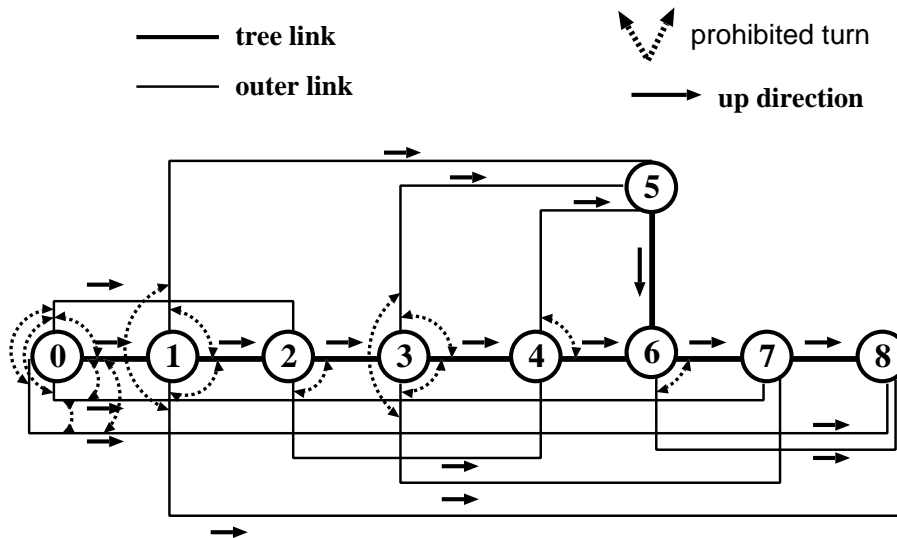 tree link
prohibited turn
outer link
up direction
5
0 1 2 3 4 6 7 8